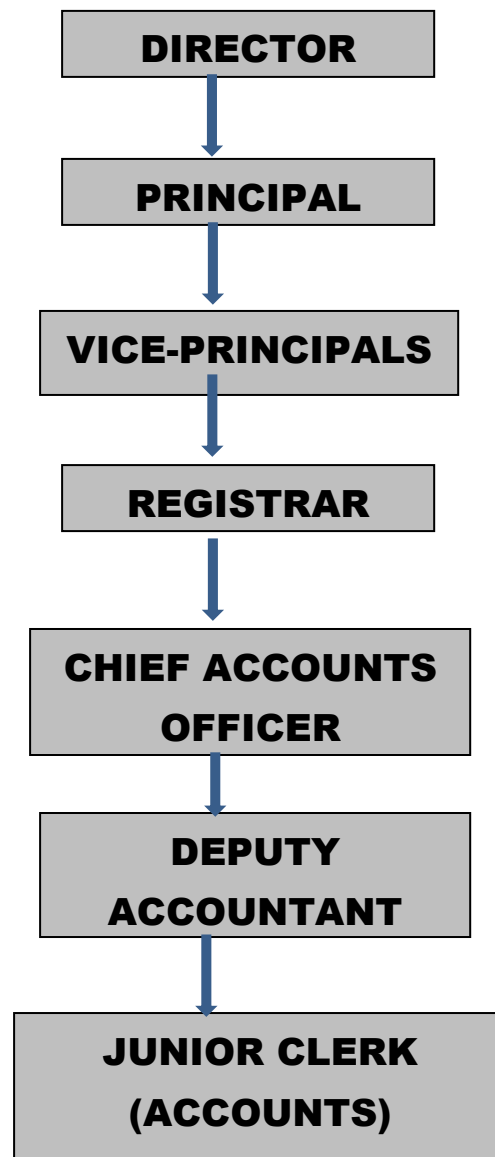 DIRECTOR
PRINCIPAL
VICE-PRINCIPALS
REGISTRAR
CHIEF ACCOUNTS
OFFICER
DEPUTY
ACCOUNTANT
JUNIOR CLERK
(ACCOUNTS)